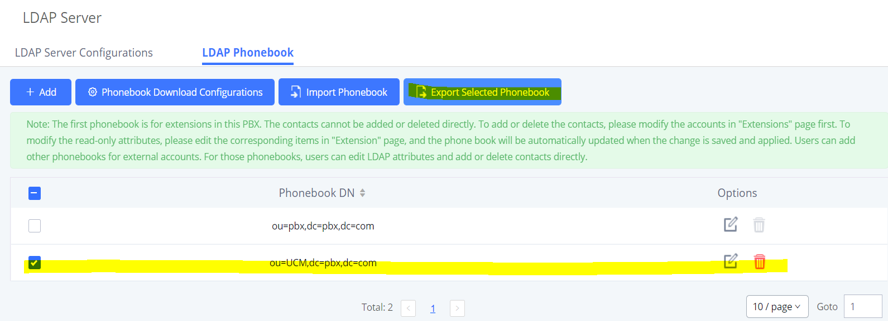 LDAP Server
LDAP Server Configurations LDAP Phonebook
+ Add Phonebook Download Configurations Import Phonebook Export Selected Phonebook
Note: The first phonebook is for extensions in this PBX. The contacts cannot be added or deleted directly. To add or delete the contacts, please modify the accounts in "Extensions" page first. To
modify the read-only attributes, please edit the corresponding items in "Extension" page, and the phone book will be automatically updated when the change is saved and applied. Users can add
other phonebooks for external accounts. For those phonebooks, users can edit LDAP attributes and add or delete contacts directly.
Phonebook DN Options
ou=pbx,dc=pbx,dc=com
ou=UCM,dc=pbx,dc=com
Total: 2 < 1 > 10 / page Goto 1